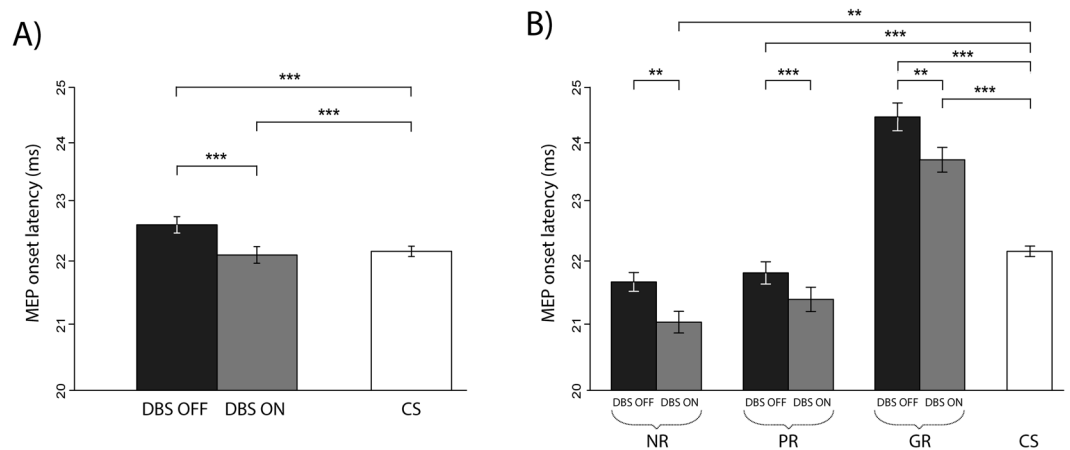 A)
***
***
***
MEP onset latency (ms)
25
24
23
22
21
20
DBS OFF DBS ON CS
B)
**
***
***
** *** ** ***
MEP onset latency (ms)
25
24
23
22
21
20
DBS OFF DBS ON DBS OFF DBS ON DBS OFF DBS ON
NR PR GR CS